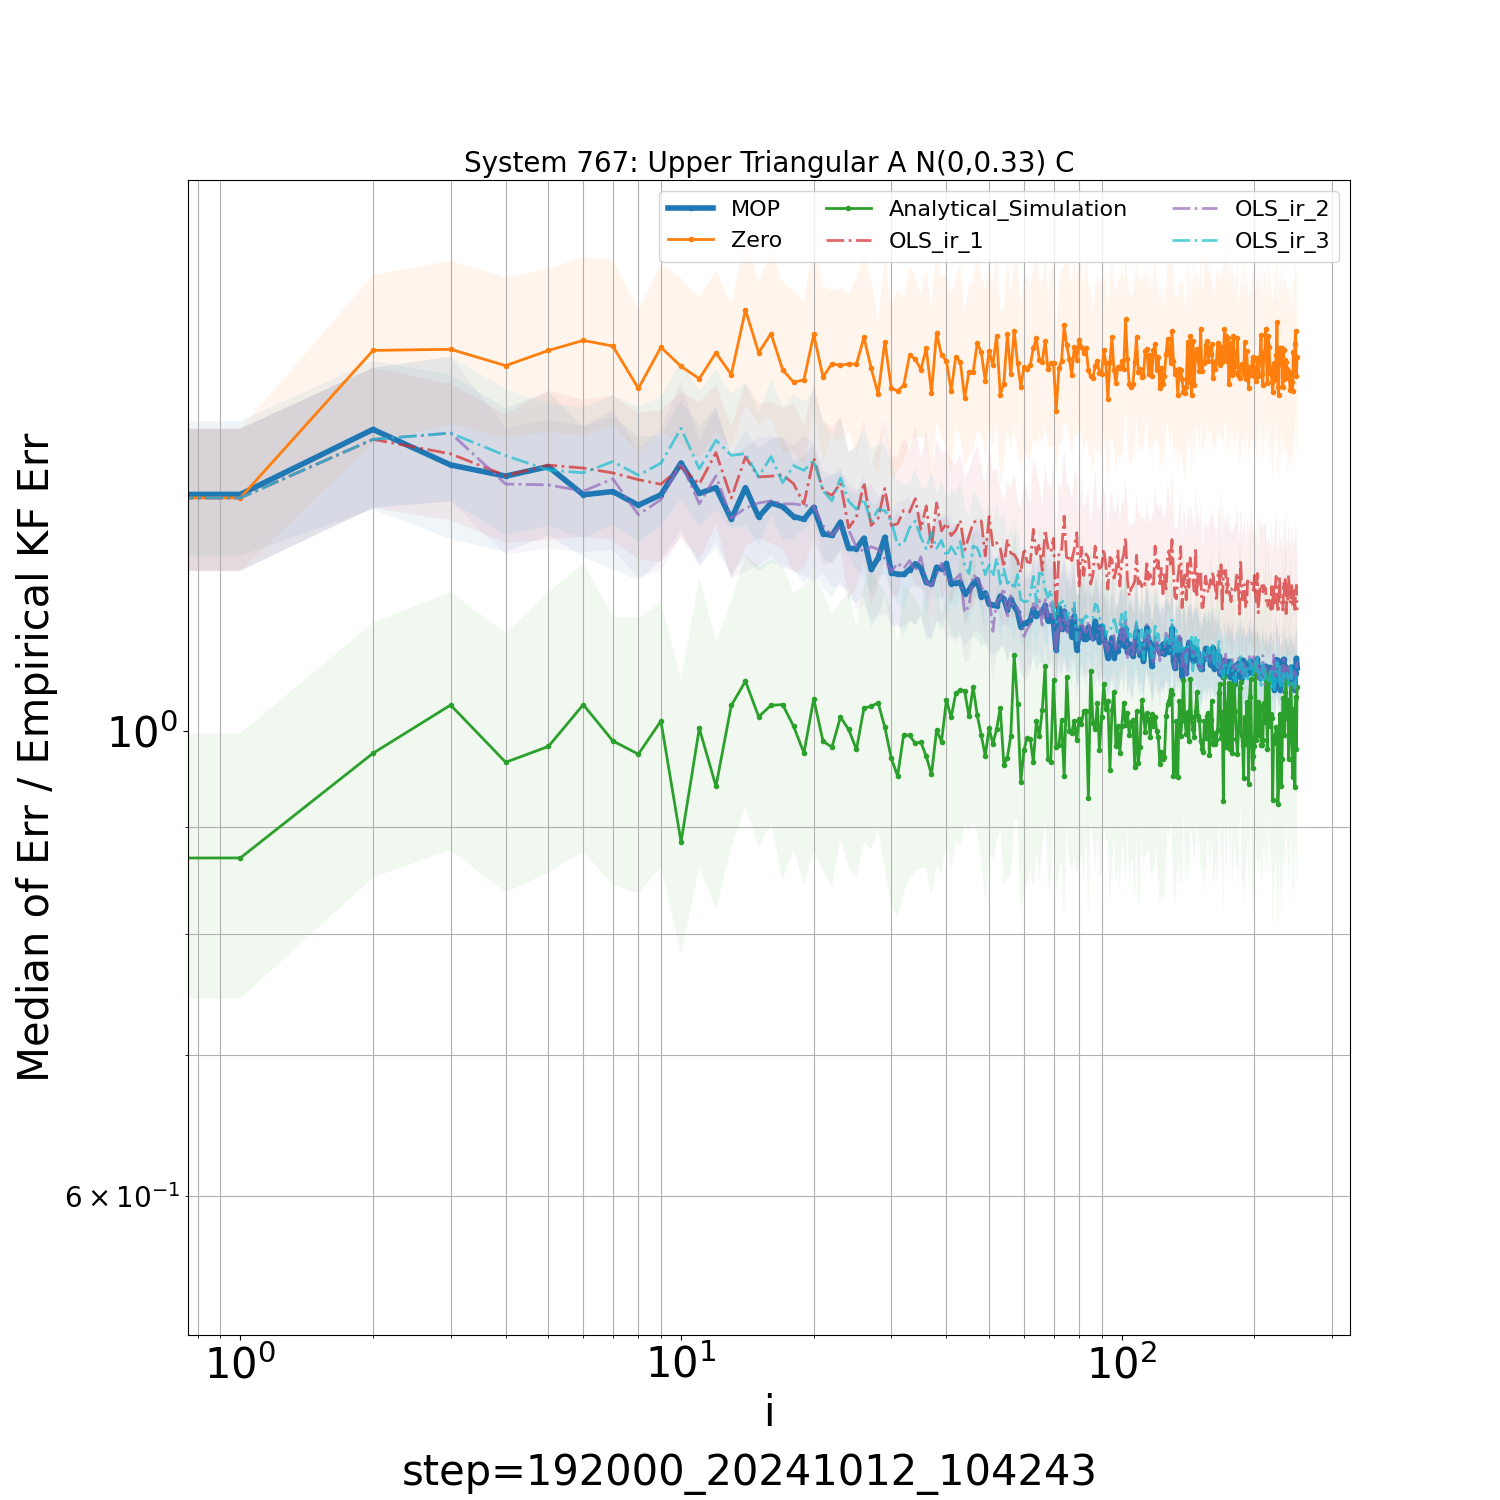 System 767: Upper Triangular A N(0,0.33) C
MOP
Zero
Analytical_Simulation
OLS_ir_1
OLS_ir_2
OLS_ir_3
Median of Err / Empirical KF Err
10⁰
6 × 10⁻¹
10⁰
10¹
10²
i
step=192000_20241012_104243